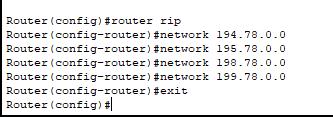 Router(config)#router rip
Router(config-router)#network 194.78.0.0
Router(config-router)#network 195.78.0.0
Router(config-router)#network 198.78.0.0
Router(config-router)#network 199.78.0.0
Router(config-router)#exit
Router(config)#